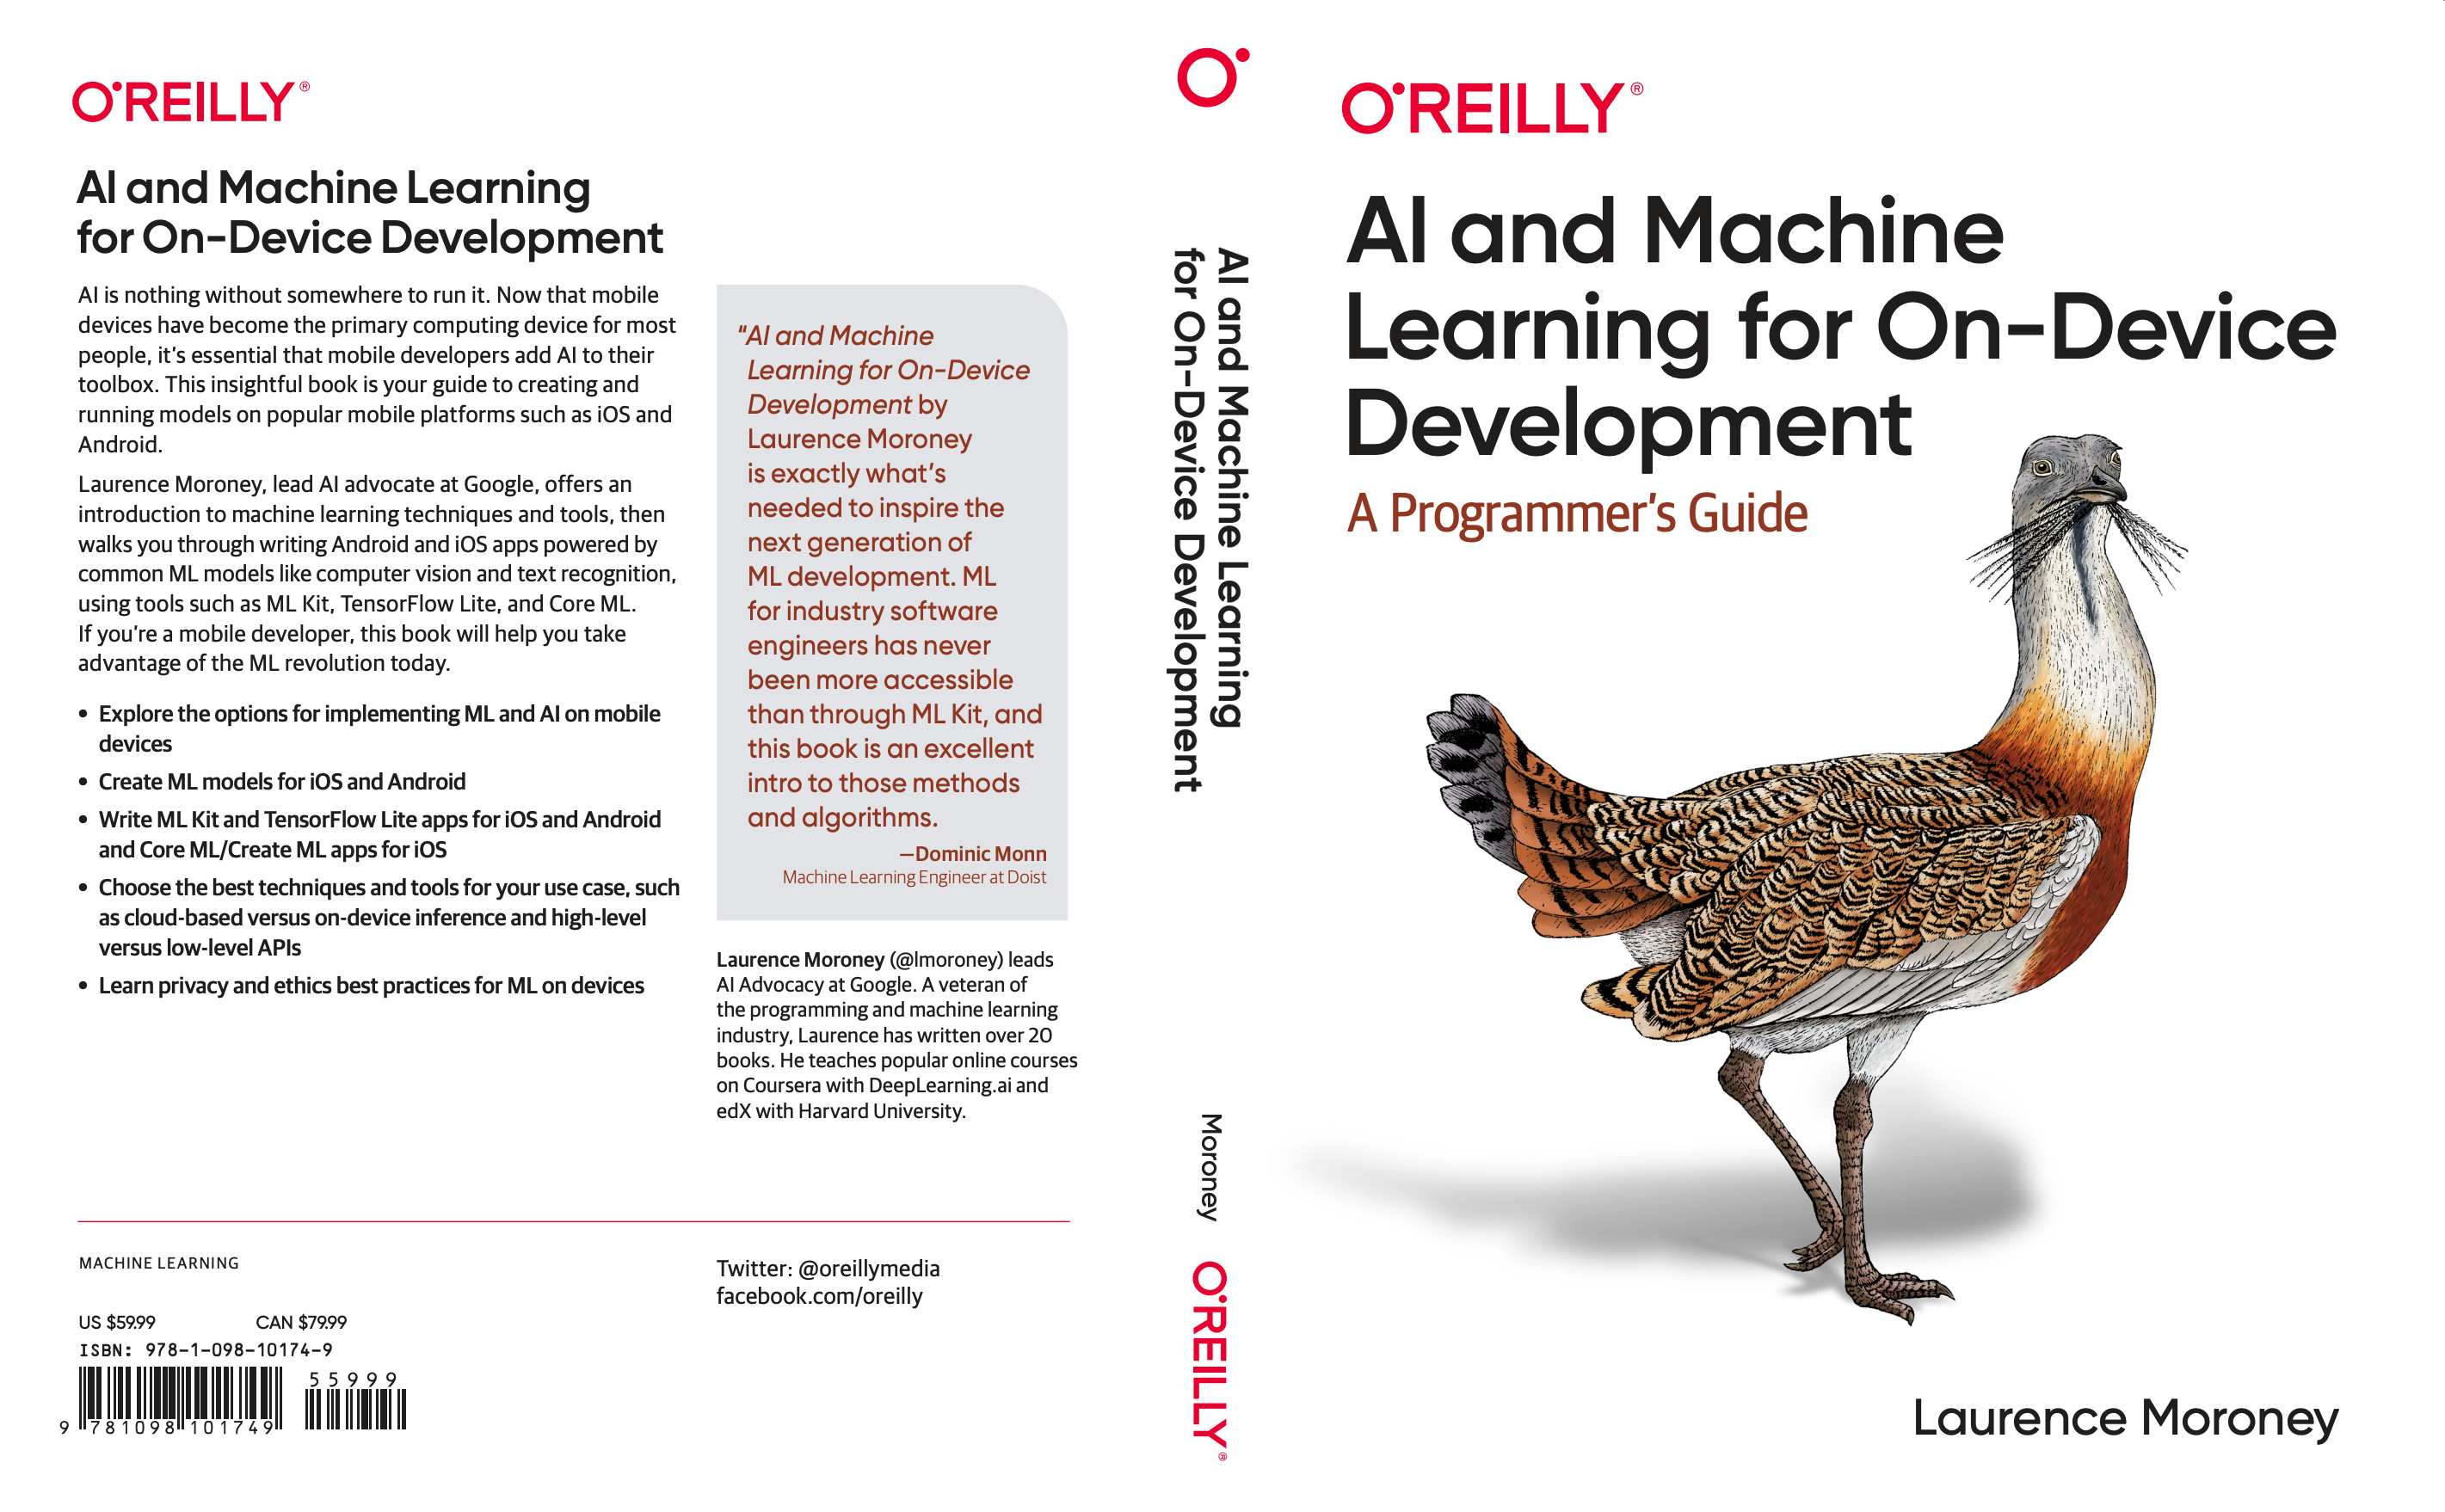 O'REILLY®
AI and Machine Learning
for On-Device Development
AI is nothing without somewhere to run it. Now that mobile
devices have become the primary computing device for most
people, it's essential that mobile developers add AI to their
toolbox. This insightful book is your guide to creating and
running models on popular mobile platforms such as iOS and
Android.
Laurence Moroney, lead AI advocate at Google, offers an
introduction to machine learning techniques and tools, then
walks you through writing Android and iOS apps powered by
common ML models like computer vision and text recognition,
using tools such as ML Kit, TensorFlow Lite, and Core ML.
If you're a mobile developer, this book will help you take
advantage of the ML revolution today.
• Explore the options for implementing ML and AI on mobile
devices
• Create ML models for iOS and Android
• Write ML Kit and TensorFlow Lite apps for iOS and Android
and Core ML/Create ML apps for iOS
• Choose the best techniques and tools for your use case, such
as cloud-based versus on-device inference and high-level
versus low-level APIs
• Learn privacy and ethics best practices for ML on devices
"AI and Machine
Learning for On-Device
Development by
Laurence Moroney
is exactly what's
needed to inspire the
next generation of
ML development. ML
for industry software
engineers has never
been more accessible
than through ML Kit, and
this book is an excellent
intro to those methods
and algorithms.
—Dominic Monn
Machine Learning Engineer at Doist
Laurence Moroney (@lmoroney) leads
AI Advocacy at Google. A veteran of
the programming and machine learning
industry, Laurence has written over 20
books. He teaches popular online courses
on Coursera with DeepLearning.ai and
edX with Harvard University.
MACHINE LEARNING
Twitter: @oreillymedia
facebook.com/oreilly
US $59.99 CAN $79.99
ISBN: 978-1-098-10174-9
55999
9 781098 101749
AI and Machine Learning
for On-Device Development
Moroney
O'REILLY®
O'REILLY®
AI and Machine
Learning for On-Device
Development
A Programmer's Guide
Laurence Moroney